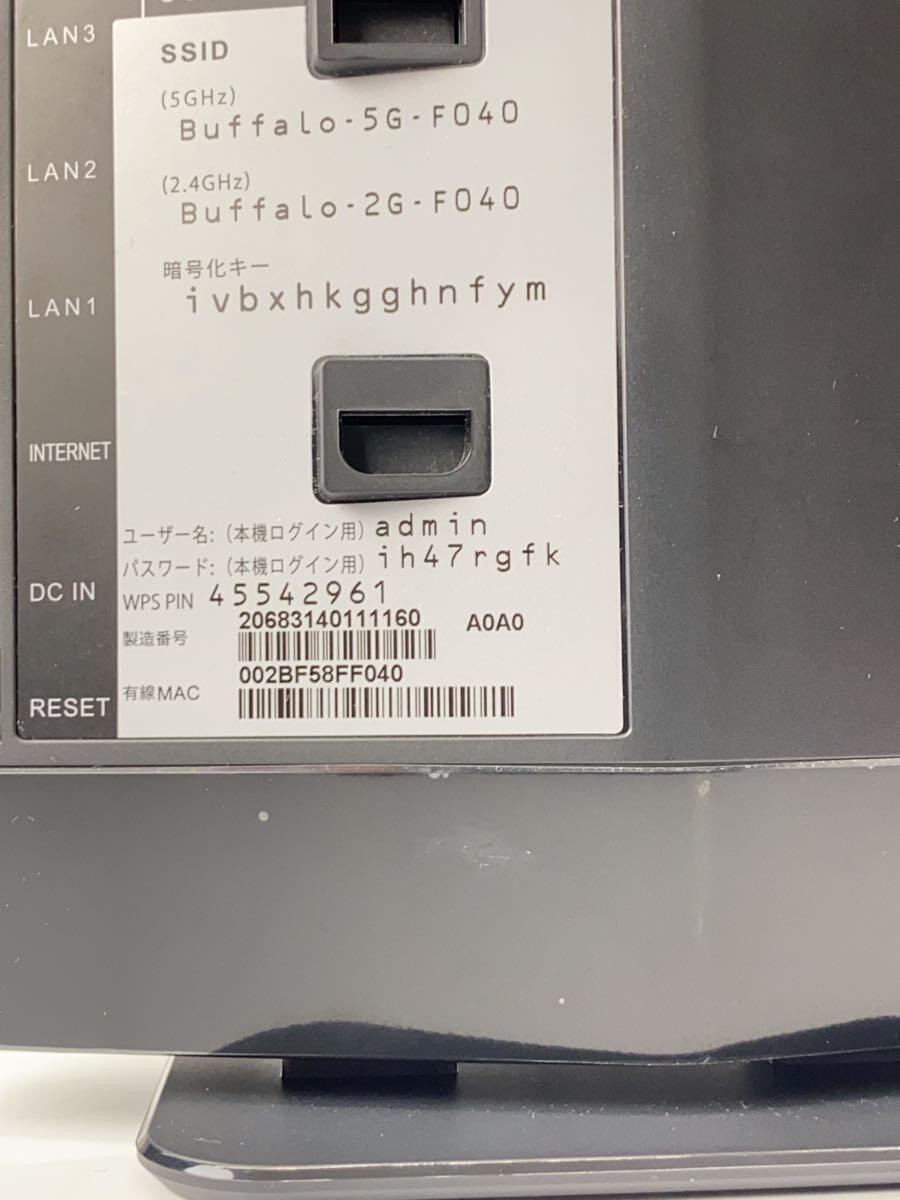 LAN3
SSID
(5GHz)
Buffalo-5G-F040
LAN2
(2.4GHz)
Buffalo-2G-F040
暗号化キー
LAN1
ivbxhkgghnfym
INTERNET
ユーザー名:(本機ログイン用) admin
パスワード:(本機ログイン用) ih47rgfk
DC IN
WPS PIN 45542961
20683140111160 A0A0
製造番号
002BF58FF040
有線MAC
RESET